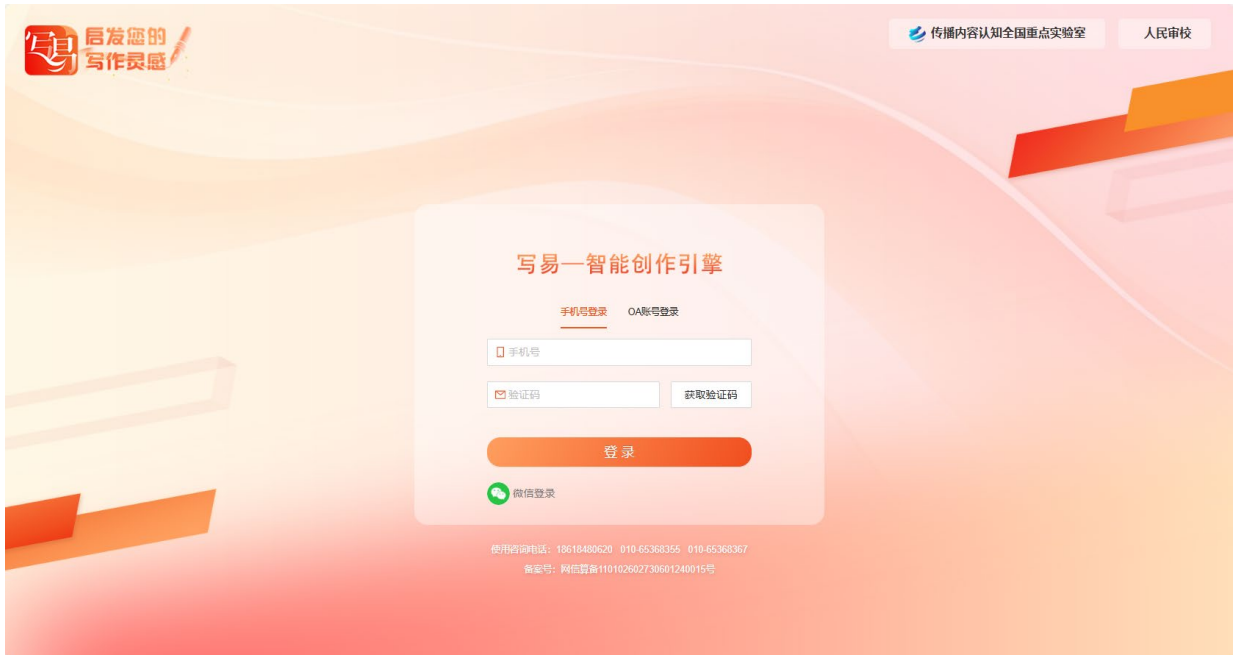 写易
启发您的
写作灵感
传播内容认知全国重点实验室
人民审校
写易—智能创作引擎
手机号登录 OA账号登录
手机号
验证码 获取验证码
登录
微信登录
使用咨询电话：18618480620 010-65368355 010-65368367
备案号：网信算备110102602730601240015号